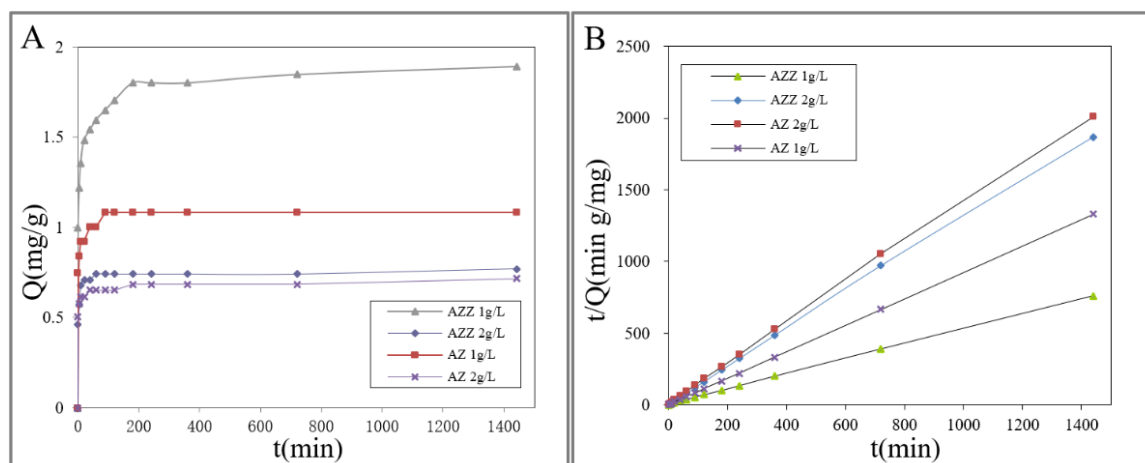 A
Q(mg/g)
2
1.5
1
0.5
0
AZZ 1g/L
AZZ 2g/L
AZ 1g/L
AZ 2g/L
0 200 400 600 800 1000 1200 1400
t(min)
B
t/Q(min g/mg)
2500
2000
1500
1000
500
0
AZZ 1g/L
AZZ 2g/L
AZ 2g/L
AZ 1g/L
0 200 400 600 800 1000 1200 1400
t(min)